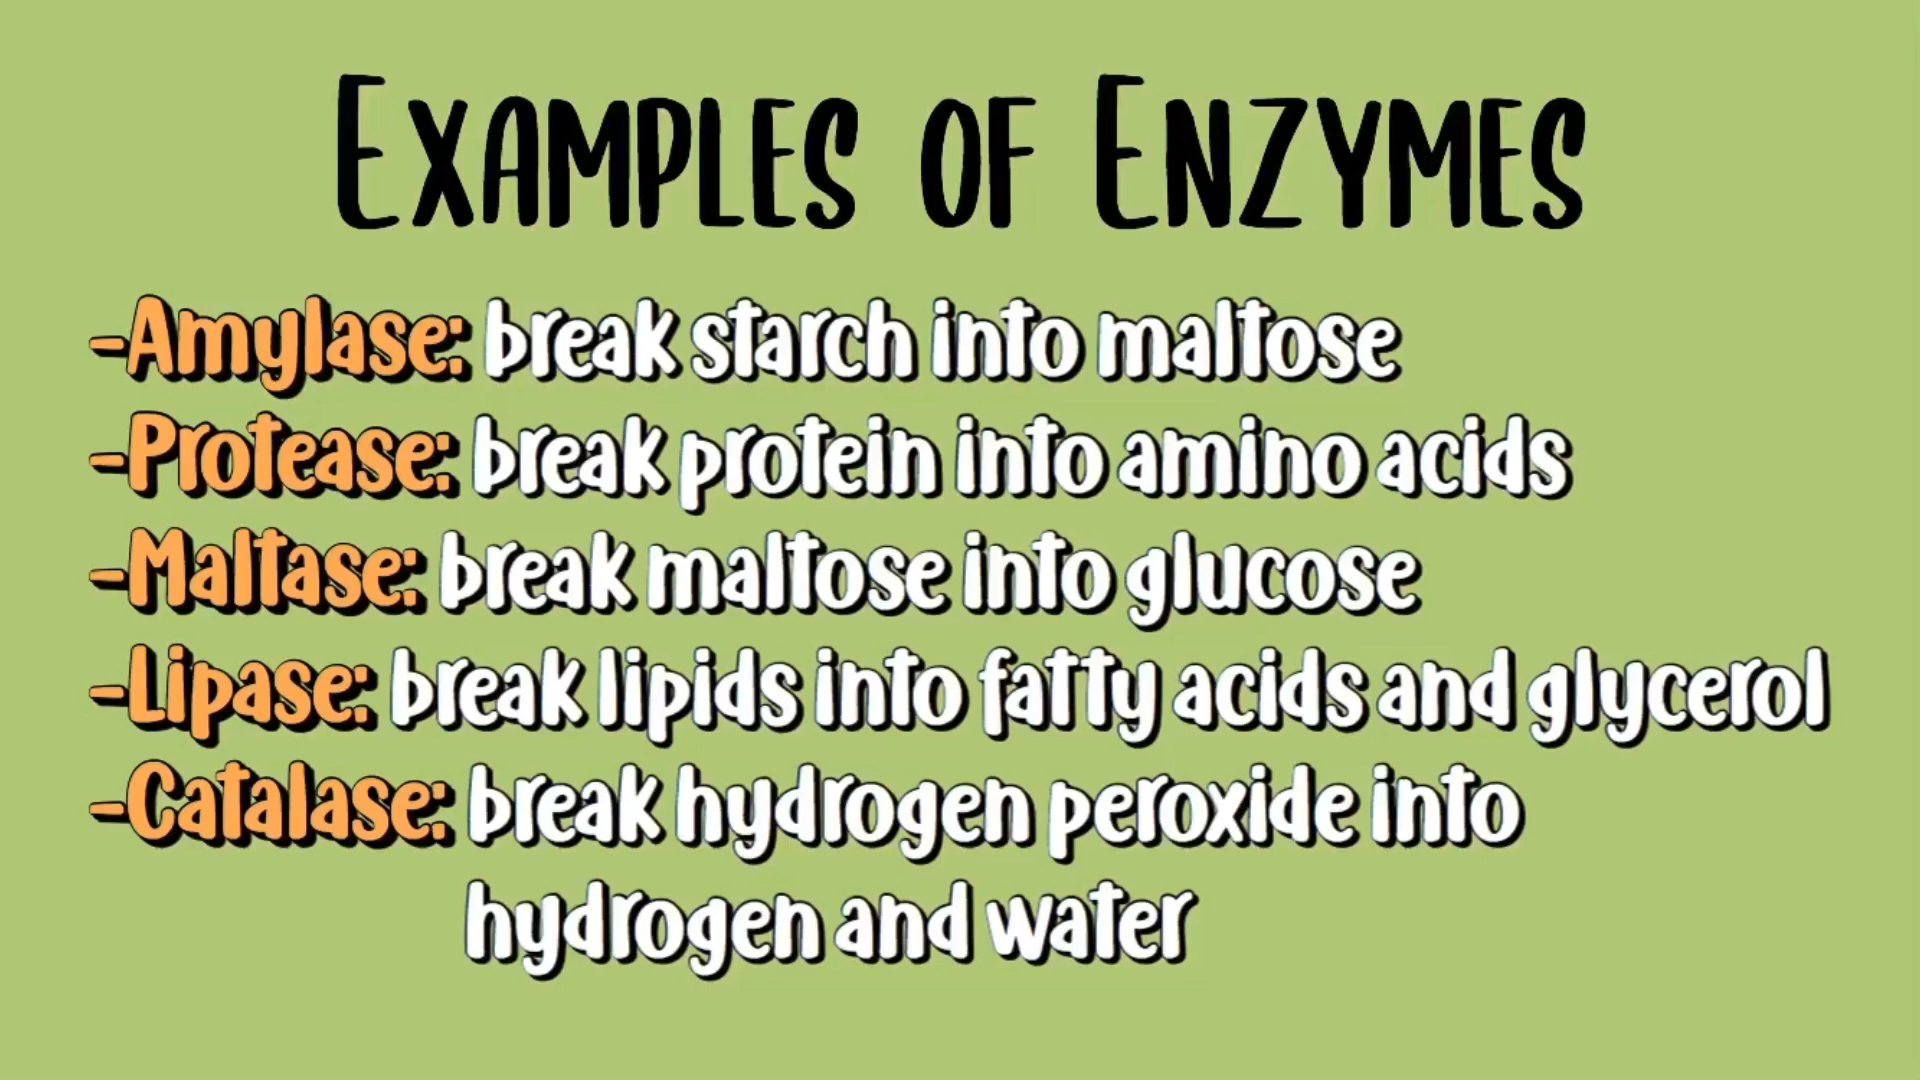 Examples of Enzymes
-Amylase: break starch into maltose
-Protease: break protein into amino acids
-Maltase: break maltose into glucose
-Lipase: break lipids into fatty acids and glycerol
-Catalase: break hydrogen peroxide into
hydrogen and water